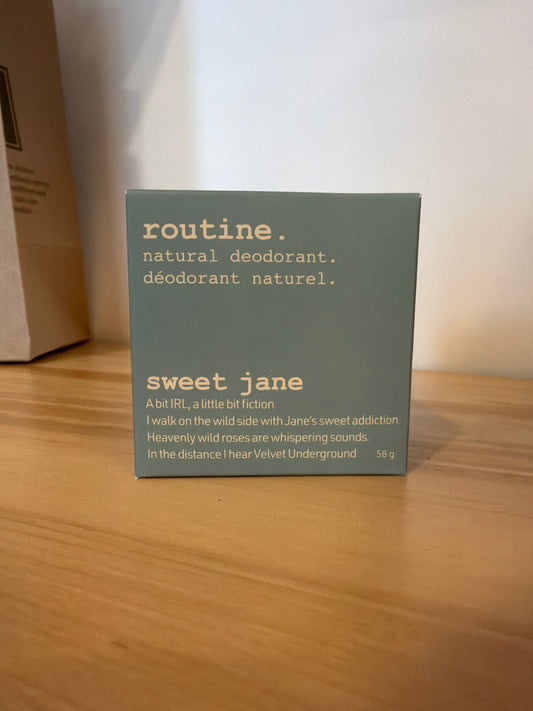 routine.
natural deodorant.
déodorant naturel.
sweet jane
A bit IRL, a little bit fiction
I walk on the wild side with Jane's sweet addiction.
Heavenly wild roses are whispering sounds.
In the distance I hear Velvet Underground. 58 g